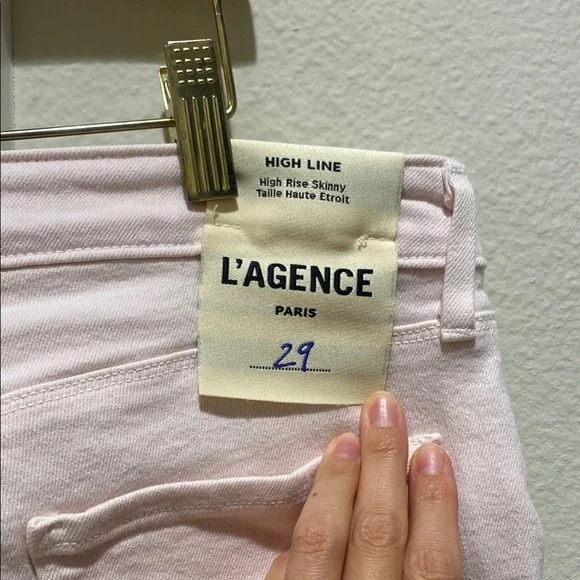 HIGH LINE
High Rise Skinny
Taille Haute Etroit
L'AGENCE
PARIS
29